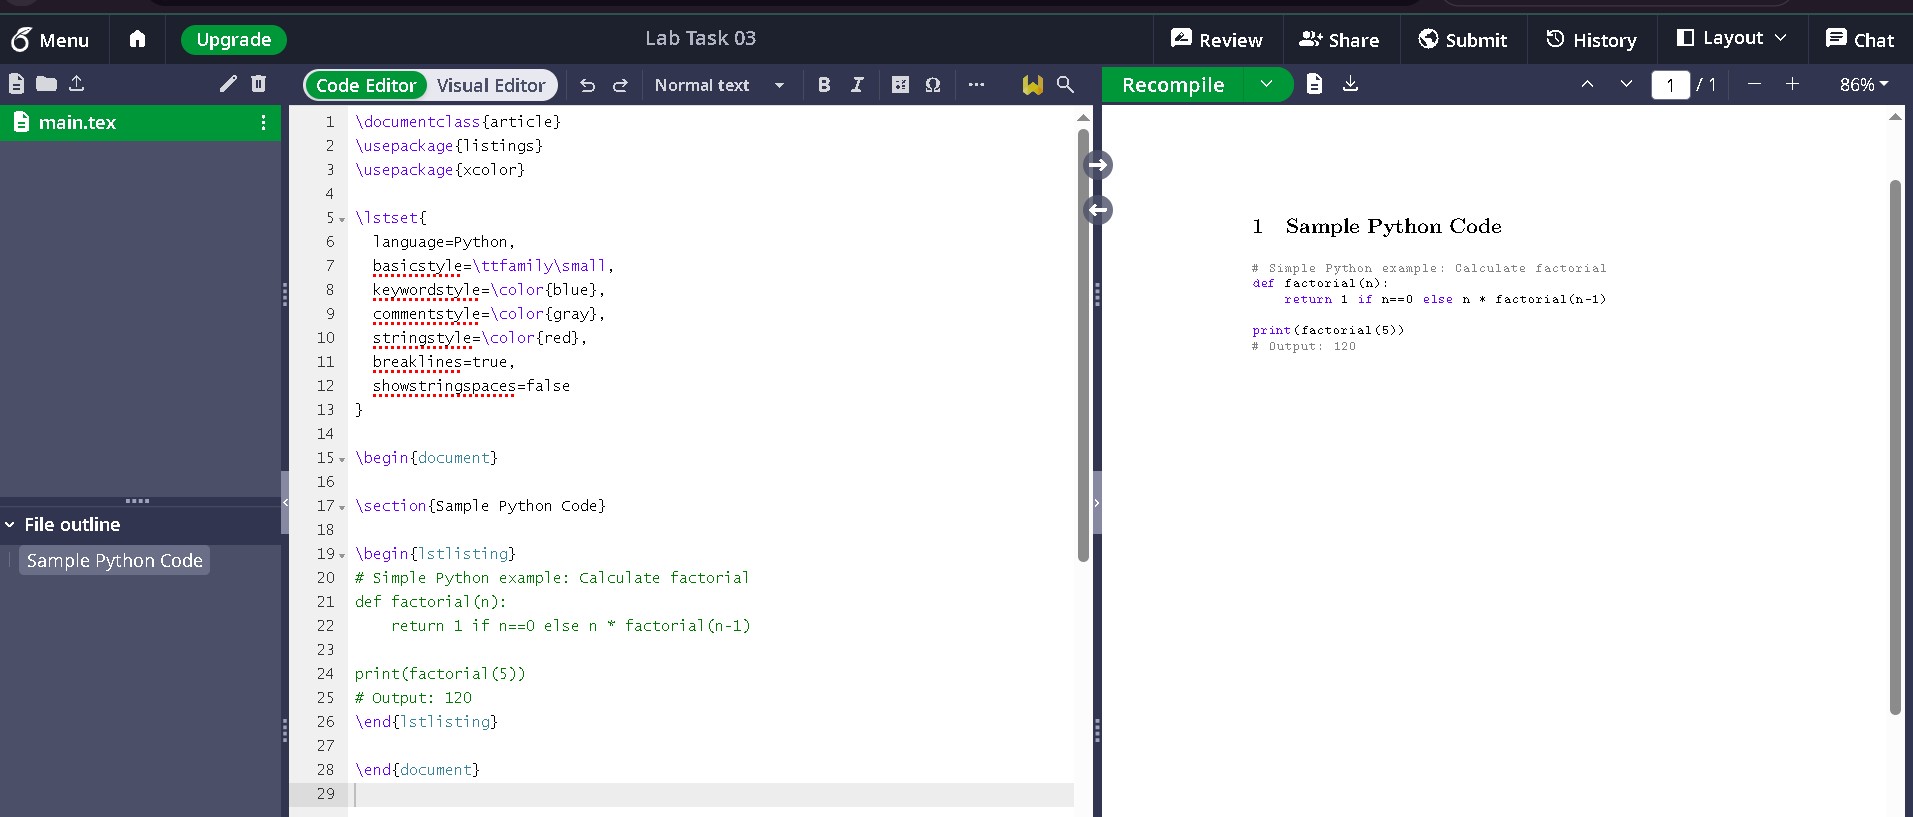 Menu
Upgrade
Lab Task 03
Review
Share
Submit
History
Layout
Chat
Code Editor
Visual Editor
Normal text
B
I
Ω
Recompile
1 / 1
86%
main.tex
File outline
Sample Python Code
1 \documentclass{article}
2 \usepackage{listings}
3 \usepackage{xcolor}
4
5 \lstset{
6   language=Python,
7   basicstyle=\ttfamily\small,
8   keywordstyle=\color{blue},
9   commentstyle=\color{gray},
10   stringstyle=\color{red},
11   breaklines=true,
12   showstringspaces=false
13 }
14
15 \begin{document}
16
17 \section{Sample Python Code}
18
19 \begin{lstlisting}
20 # Simple Python example: Calculate factorial
21 def factorial(n):
22     return 1 if n==0 else n * factorial(n-1)
23
24 print(factorial(5))
25 # Output: 120
26 \end{lstlisting}
27
28 \end{document}
29
1 Sample Python Code
# Simple Python example: Calculate factorial
def factorial(n):
    return 1 if n==0 else n * factorial(n-1)
print(factorial(5))
# Output: 120